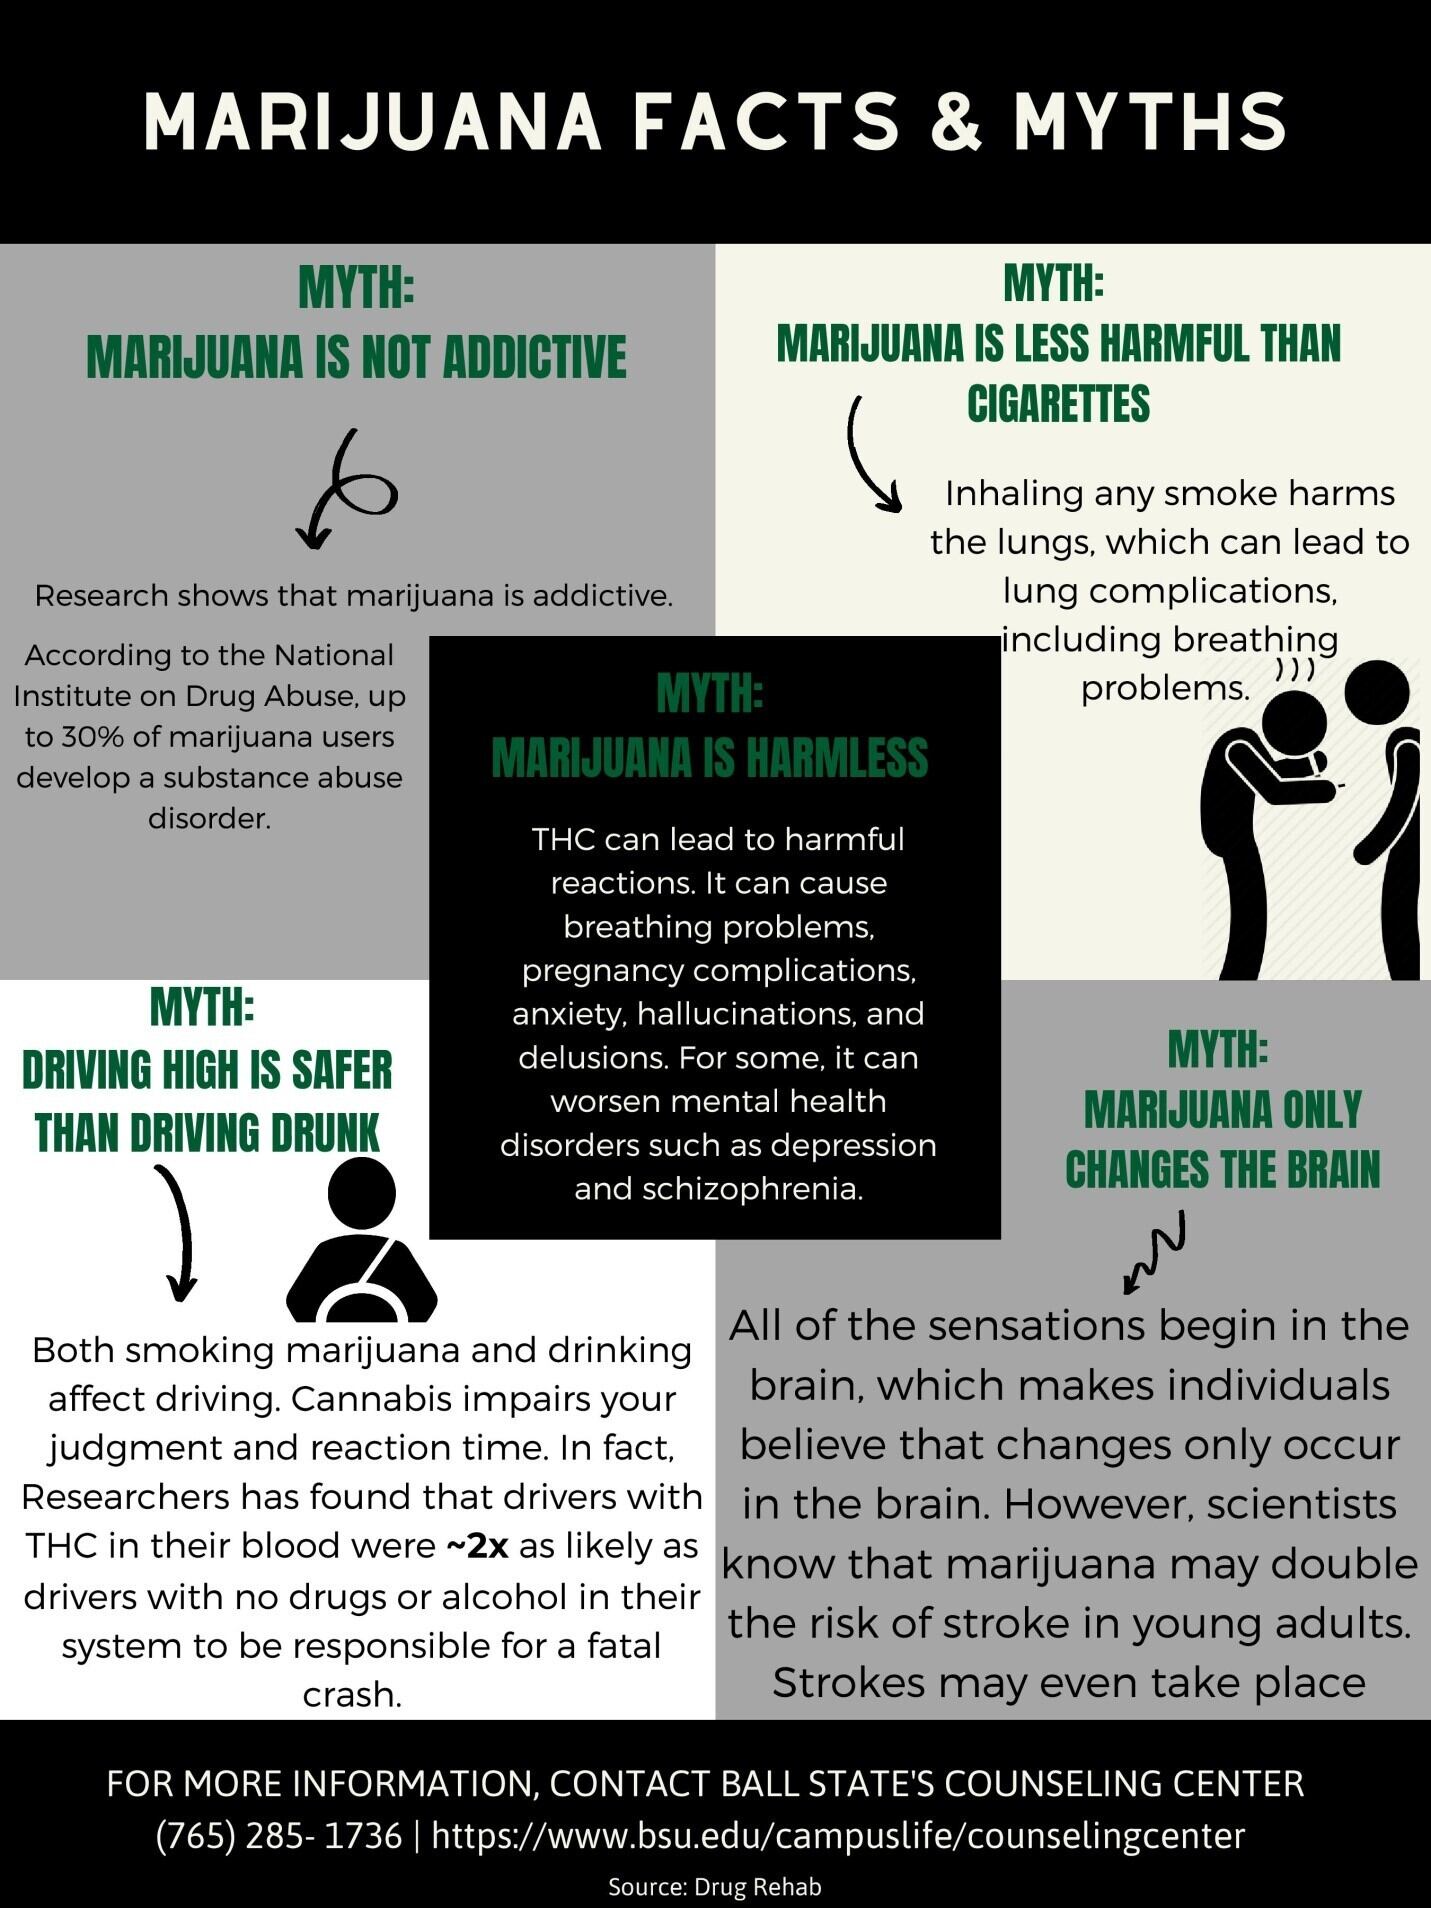 MARIJUANA FACTS & MYTHS
MYTH:
MARIJUANA IS NOT ADDICTIVE
Research shows that marijuana is addictive.
According to the National
Institute on Drug Abuse, up
to 30% of marijuana users
develop a substance abuse
disorder.
MYTH:
MARIJUANA IS LESS HARMFUL THAN
CIGARETTES
Inhaling any smoke harms
the lungs, which can lead to
lung complications,
including breathing
problems.
MYTH:
MARIJUANA IS HARMLESS
THC can lead to harmful
reactions. It can cause
breathing problems,
pregnancy complications,
anxiety, hallucinations, and
delusions. For some, it can
worsen mental health
disorders such as depression
and schizophrenia.
MYTH:
DRIVING HIGH IS SAFER
THAN DRIVING DRUNK
Both smoking marijuana and drinking
affect driving. Cannabis impairs your
judgment and reaction time. In fact,
Researchers has found that drivers with
THC in their blood were ~2x as likely as
drivers with no drugs or alcohol in their
system to be responsible for a fatal
crash.
MYTH:
MARIJUANA ONLY
CHANGES THE BRAIN
All of the sensations begin in the
brain, which makes individuals
believe that changes only occur
in the brain. However, scientists
know that marijuana may double
the risk of stroke in young adults.
Strokes may even take place
FOR MORE INFORMATION, CONTACT BALL STATE'S COUNSELING CENTER
(765) 285- 1736 | https://www.bsu.edu/campuslife/counselingcenter
Source: Drug Rehab